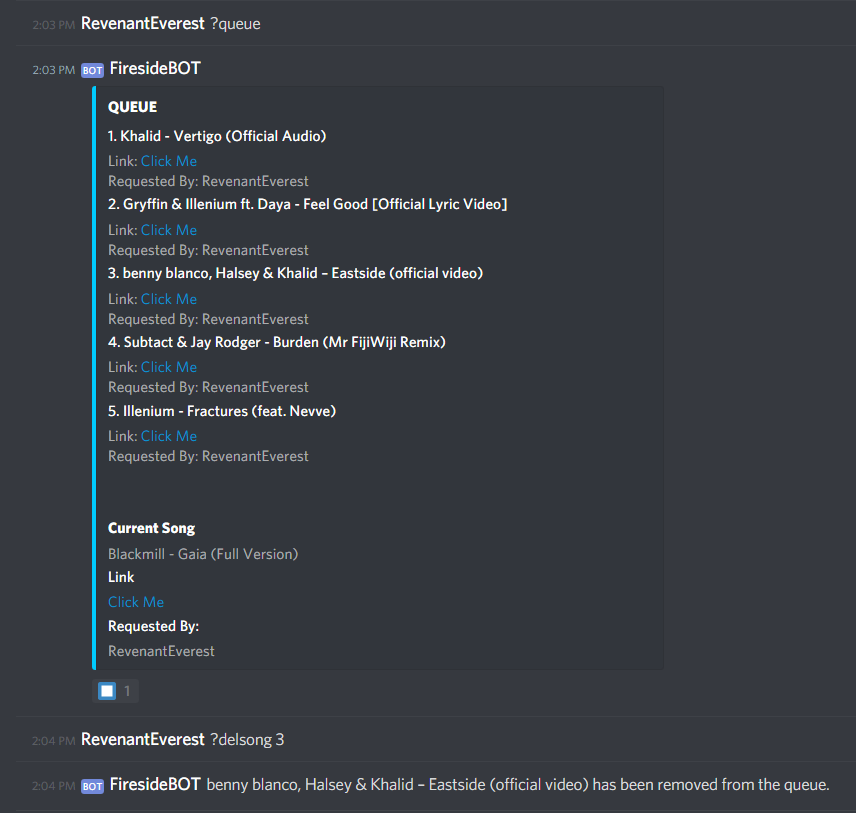 2:03 PM RevenantEverest ?queue
2:03 PM BOT FiresideBOT
QUEUE
1. Khalid - Vertigo (Official Audio)
Link: Click Me
Requested By: RevenantEverest
2. Gryffin & Illenium ft. Daya - Feel Good [Official Lyric Video]
Link: Click Me
Requested By: RevenantEverest
3. benny blanco, Halsey & Khalid – Eastside (official video)
Link: Click Me
Requested By: RevenantEverest
4. Subtact & Jay Rodger - Burden (Mr FijiWiji Remix)
Link: Click Me
Requested By: RevenantEverest
5. Illenium - Fractures (feat. Nevve)
Link: Click Me
Requested By: RevenantEverest
Current Song
Blackmill - Gaia (Full Version)
Link
Click Me
Requested By:
RevenantEverest
1
2:04 PM RevenantEverest ?delsong 3
2:04 PM BOT FiresideBOT benny blanco, Halsey & Khalid – Eastside (official video) has been removed from the queue.